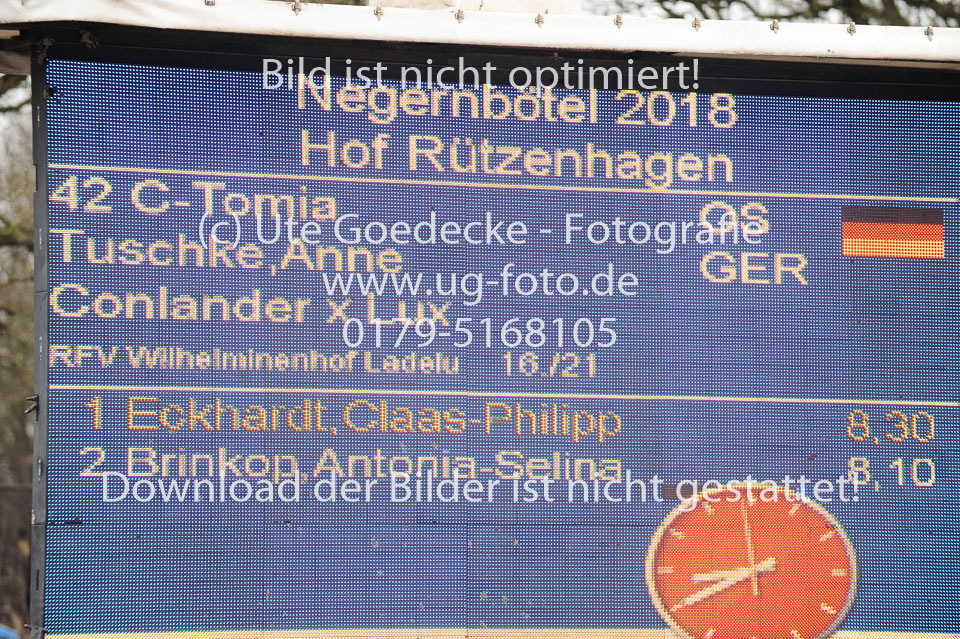 Bild ist nicht optimiert!
Negernbötel 2018
Hof Rützenhagen
42 C-Tomia GS
(c) Ute Goedecke - Fotografie
Tuschke,Anne GER
www.ug-foto.de
Conlander x Lux
0179-5168105
RFV Wilhelminenhof Ladelu 16 /21
1 Eckhardt,Claas-Philipp 8,30
2 Brinkop,Antonia-Selina 8,10
Download der Bilder ist nicht gestattet!